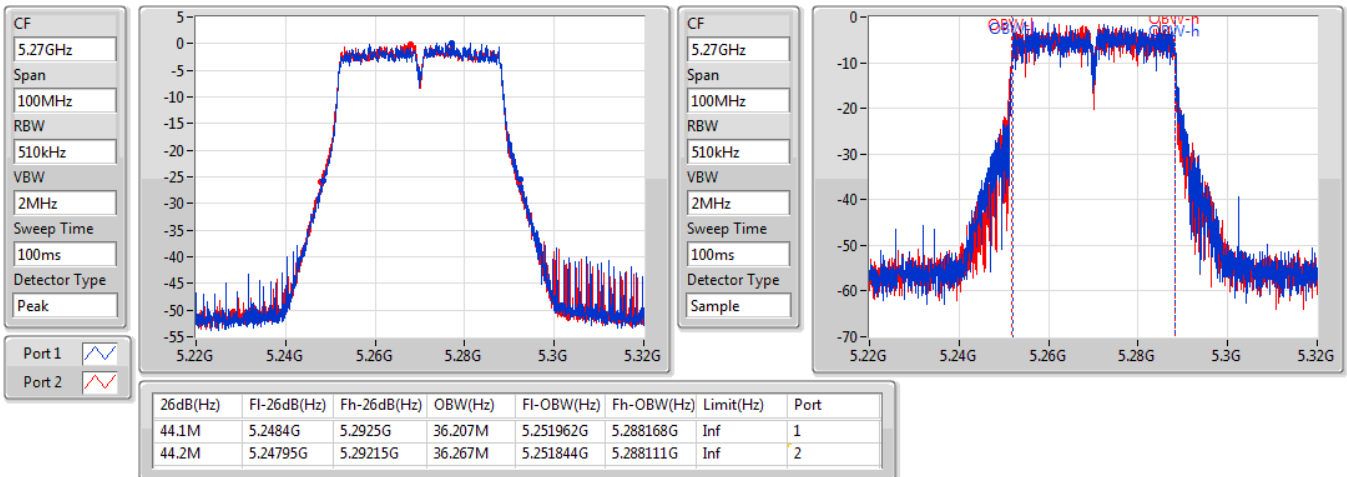 CF
5.27GHz
Span
100MHz
RBW
510kHz
VBW
2MHz
Sweep Time
100ms
Detector Type
Peak
Port 1
Port 2
5
0
-5
-10
-15
-20
-25
-30
-35
-40
-45
-50
-55
5.22G 5.24G 5.26G 5.28G 5.3G 5.32G
CF
5.27GHz
Span
100MHz
RBW
510kHz
VBW
2MHz
Sweep Time
100ms
Detector Type
Sample
OBW-h
OBW-h
0
-10
-20
-30
-40
-50
-60
-70
5.22G 5.24G 5.26G 5.28G 5.3G 5.32G
26dB(Hz) Fl-26dB(Hz) Fh-26dB(Hz) OBW(Hz) Fl-OBW(Hz) Fh-OBW(Hz) Limit(Hz) Port
44.1M 5.2484G 5.2925G 36.207M 5.251962G 5.288168G Inf 1
44.2M 5.24795G 5.29215G 36.267M 5.251844G 5.288111G Inf 2